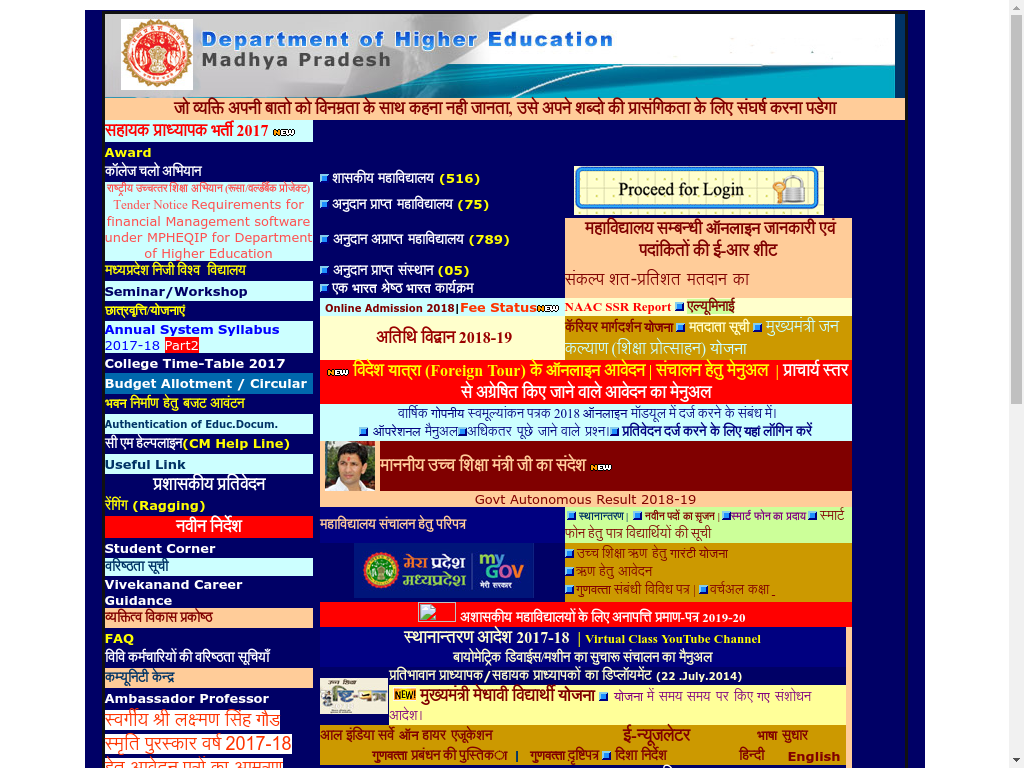 Department of Higher Education
Madhya Pradesh
जो व्यक्ति अपनी बातो को विनम्रता के साथ कहना नही जानता, उसे अपने शब्दो की प्रासंगिकता के लिए संघर्ष करना पडेगा
सहायक प्राध्यापक भर्ती 2017 NEW
Award
कॉलेज चलो अभियान
राष्ट्रीय उच्चत्तर शिक्षा अभियान (रूसा/वर्ल्डबैंक प्रोजेक्ट)
Tender Notice Requirements for
financial Management software
under MPHEQIP for Department
of Higher Education
मध्यप्रदेश निजी विश्व विद्यालय
Seminar/Workshop
छात्रवृत्ति/योजनाएं
Annual System Syllabus
2017-18 Part2
College Time-Table 2017
Budget Allotment / Circular
भवन निर्माण हेतु बजट आवंटन
Authentication of Educ.Docum.
सी एम हेल्पलाइन(CM Help Line)
Useful Link
प्रशासकीय प्रतिवेदन
रेंगिंग (Ragging)
नवीन निर्देश
Student Corner
वरिष्ठता सूची
Vivekanand Career
Guidance
व्यक्तित्व विकास प्रकोष्ठ
FAQ
विवि कर्मचारियों की वरिष्ठता सूचियाँ
कम्यूनिटी केन्द्र
Ambassador Professor
स्वर्गीय श्री लक्ष्मण सिंह गौड
स्मृति पुरस्कार वर्ष 2017-18
हेतु आवेदन पत्रों का आमंत्रण
शासकीय महाविद्यालय (516)
अनुदान प्राप्त महाविद्यालय (75)
अनुदान अप्राप्त महाविद्यालय (789)
अनुदान प्राप्त संस्थान (05)
एक भारत श्रेष्ठ भारत कार्यक्रम
Proceed for Login
महाविद्यालय सम्बन्धी ऑनलाइन जानकारी एवं
पदांकितों की ई-आर शीट
संकल्प शत-प्रतिशत मतदान का
Online Admission 2018|Fee Status NEW
NAAC SSR Report एल्यूमिनाई
अतिथि विद्वान 2018-19
कॅरियर मार्गदर्शन योजना मतदाता सूची मुख्यमंत्री जन
कल्याण (शिक्षा प्रोत्साहन) योजना
NEW विदेश यात्रा (Foreign Tour) के ऑनलाइन आवेदन | संचालन हेतु मेनुअल | प्राचार्य स्तर
से अग्रेषित किए जाने वाले आवेदन का मेनुअल
वार्षिक गोपनीय स्वमूल्यांकन पत्रक 2018 ऑनलाइन मॉडयूल में दर्ज करने के संबंध में।
ऑपरेशनल मैनुअल अधिकतर पूछे जाने वाले प्रश्न। प्रतिवेदन दर्ज करने के लिए यहां लॉगिन करें
माननीय उच्च शिक्षा मंत्री जी का संदेश NEW
Govt Autonomous Result 2018-19
महाविद्यालय संचालन हेतु परिपत्र
स्थानान्तरण | नवीन पदों का सृजन | स्मार्ट फोन का प्रदाय स्मार्ट
फोन हेतु पात्र विद्यार्थियों की सूची
मेरा प्रदेश मध्यप्रदेश my GOV मेरी सरकार
उच्च शिक्षा ऋण हेतु गारंटी योजना
ऋण हेतु आवेदन
गुणवत्ता संबंधी विविध पत्र | वर्चअल कक्षा
अशासकीय महाविद्यालयों के लिए अनापत्ति प्रमाण-पत्र 2019-20
स्थानान्तरण आदेश 2017-18 | Virtual Class YouTube Channel
बायोमेट्रिक डिवाईस/मशीन का सुचारू संचालन का मैनुअल
प्रतिभावान प्राध्यापक/सहायक प्राध्यापकों का डिप्लॉयमेंट (22 .July.2014)
NEW! मुख्यमंत्री मेधावी विद्यार्थी योजना योजना में समय समय पर किए गए संशोधन
आदेश।
आल इंडिया सर्वे ऑन हायर एजूकेशन ई-न्यूजलेटर भाषा सुधार
गुणवत्ता प्रबंधन की पुस्तिका | गुणवत्ता दृष्टिपत्र दिशा निर्देश हिन्दी English